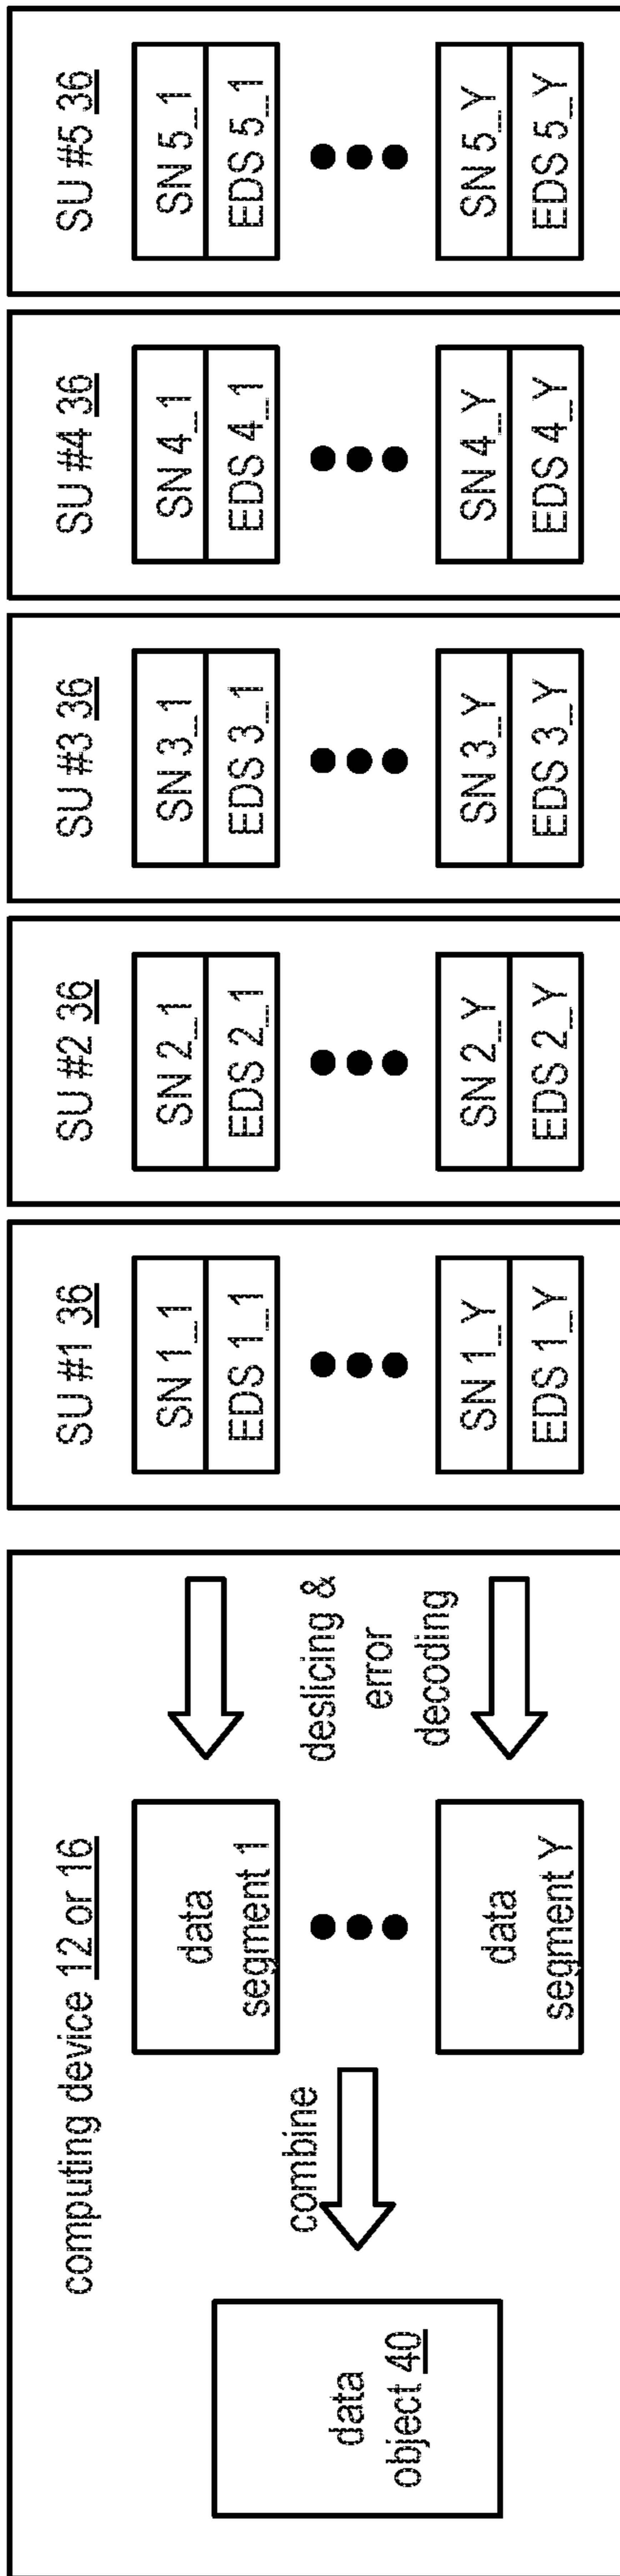 computing device 12 or 16
data
object 40
combine
data
segment 1
data
segment Y
deslicing &
error
decoding
SU #1 36
SN 1_1
EDS 1_1
SN 1_Y
EDS 1_Y
SU #2 36
SN 2_1
EDS 2_1
SN 2_Y
EDS 2_Y
SU #3 36
SN 3_1
EDS 3_1
SN 3_Y
EDS 3_Y
SU #4 36
SN 4_1
EDS 4_1
SN 4_Y
EDS 4_Y
SU #5 36
SN 5_1
EDS 5_1
SN 5_Y
EDS 5_Y